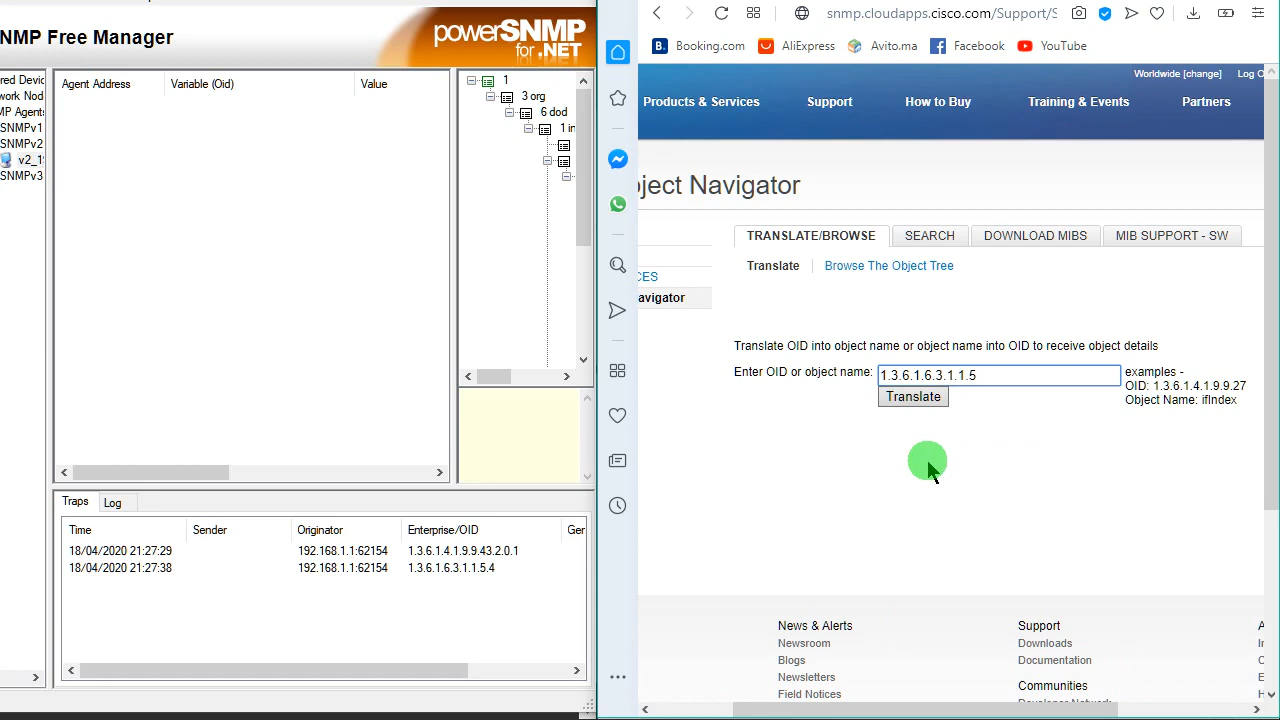 NMP Free Manager
powerSNMP
for .NET
red Devic
work Nod
MP Agents
SNMPv1
SNMPv2
v2_1
SNMPv3
Agent Address
Variable (Oid)
Value
1
3 org
6 dod
1 in
Traps
Log
Time
Sender
Originator
Enterprise/OID
Ger
18/04/2020 21:27:29
192.168.1.1:62154
1.3.6.1.4.1.9.9.43.2.0.1
18/04/2020 21:27:38
192.168.1.1:62154
1.3.6.1.6.3.1.1.5.4
snmp.cloudapps.cisco.com/Support/S
Booking.com
AliExpress
Avito.ma
Facebook
YouTube
Worldwide [change]
Log O
Products & Services
Support
How to Buy
Training & Events
Partners
oject Navigator
TRANSLATE/BROWSE
SEARCH
DOWNLOAD MIBS
MIB SUPPORT - SW
Translate
Browse The Object Tree
CES
avigator
Translate OID into object name or object name into OID to receive object details
Enter OID or object name:
1.3.6.1.6.3.1.1.5
examples -
OID: 1.3.6.1.4.1.9.9.27
Object Name: ifIndex
Translate
News & Alerts
Newsroom
Blogs
Newsletters
Field Notices
Support
Downloads
Documentation
Communities
Developer Network